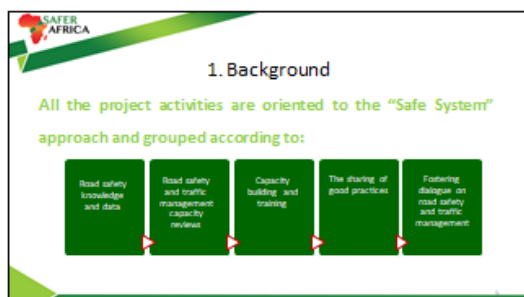 SAFER
AFRICA
1. Background
All the project activities are oriented to the “Safe System”
approach and grouped according to:
Road safety
knowledge
and data
Road safety
and traffic
management
capacity
reviews
Capacity
building and
training
The sharing of
good practices
Fostering
dialogue on
road safety
and traffic
management